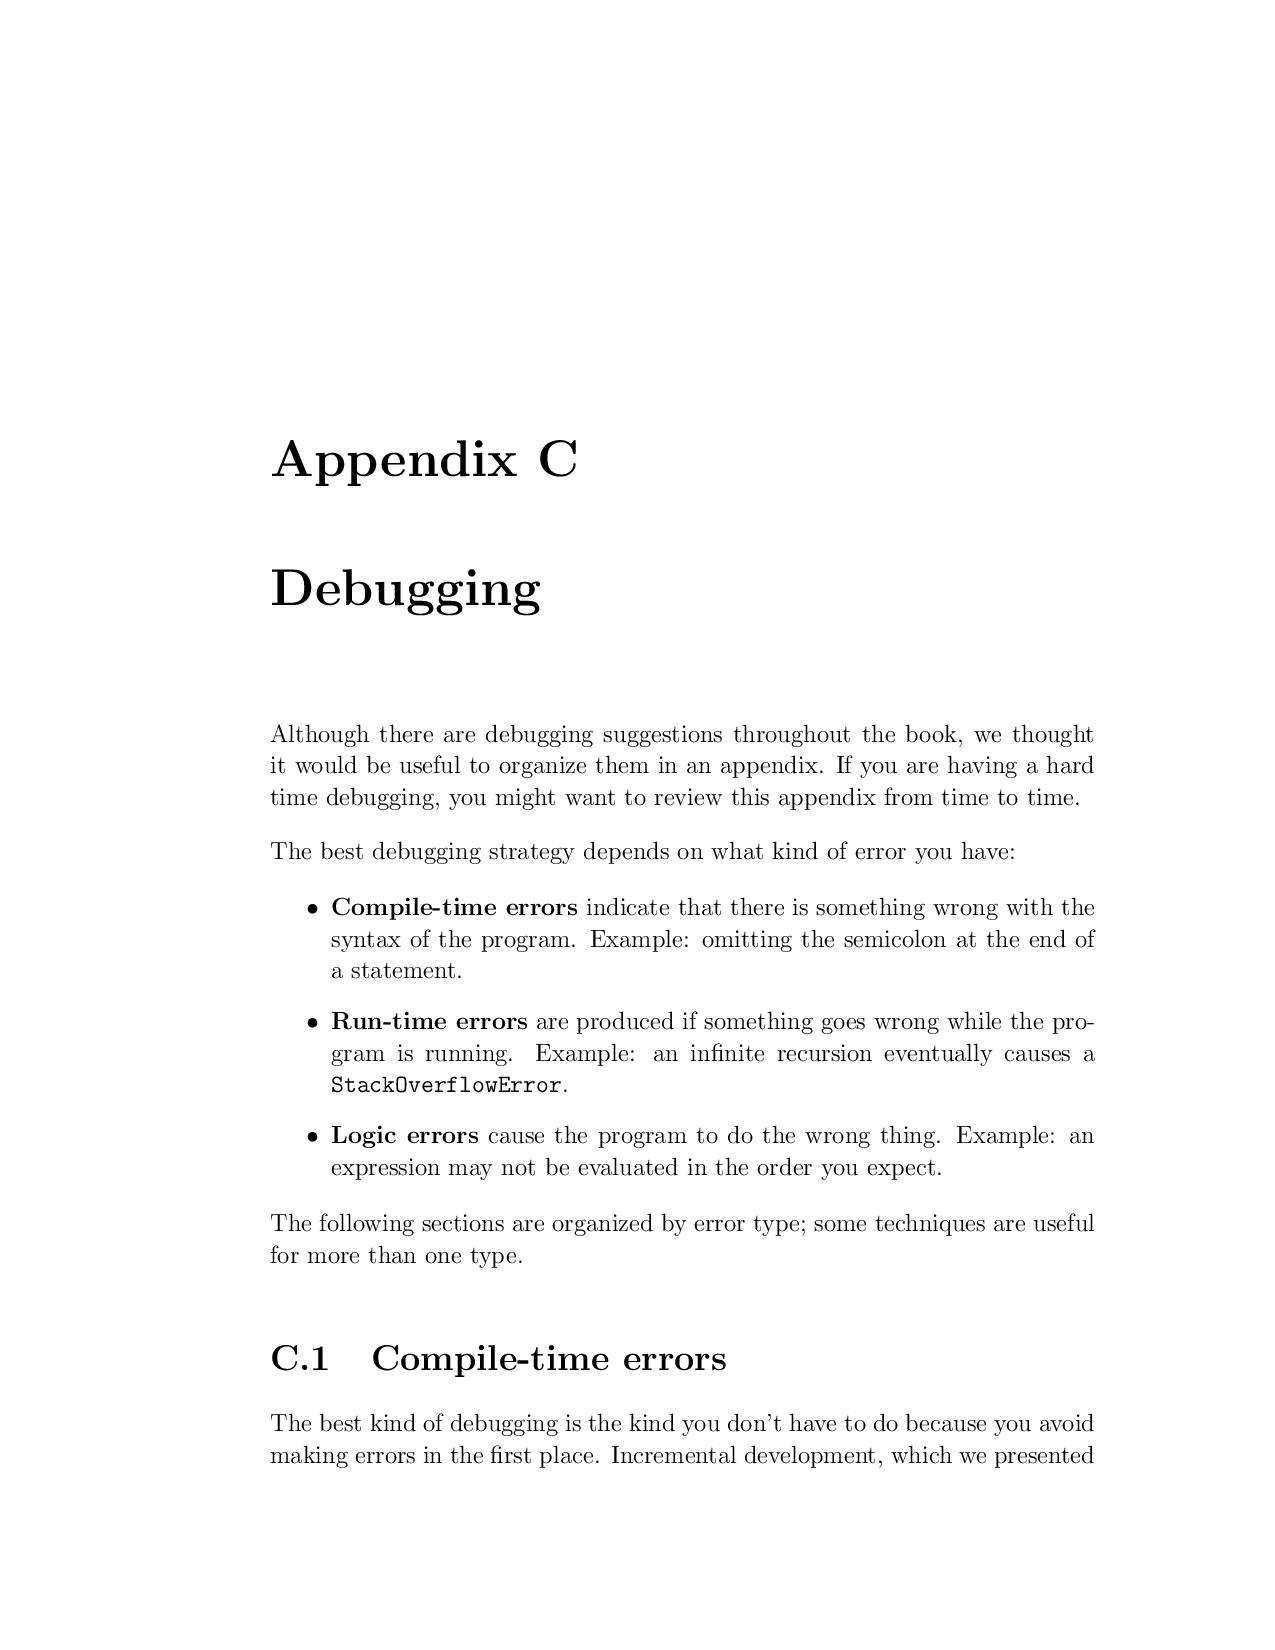 Appendix C
Debugging
Although there are debugging suggestions throughout the book, we thought
it would be useful to organize them in an appendix. If you are having a hard
time debugging, you might want to review this appendix from time to time.
The best debugging strategy depends on what kind of error you have:
• Compile-time errors indicate that there is something wrong with the
syntax of the program. Example: omitting the semicolon at the end of
a statement.
• Run-time errors are produced if something goes wrong while the pro-
gram is running. Example: an infinite recursion eventually causes a
StackOverflowError.
• Logic errors cause the program to do the wrong thing. Example: an
expression may not be evaluated in the order you expect.
The following sections are organized by error type; some techniques are useful
for more than one type.
C.1 Compile-time errors
The best kind of debugging is the kind you don't have to do because you avoid
making errors in the first place. Incremental development, which we presented